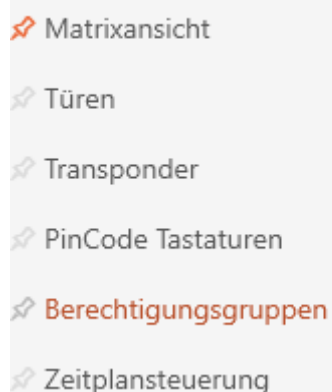 Matrixansicht
Türen
Transponder
PinCode Tastaturen
Berechtigungsgruppen
Zeitplansteuerung